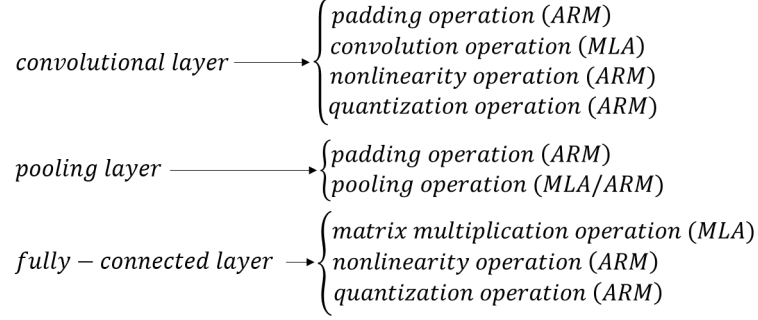 padding operation (ARM)
convolution operation (MLA)
convolutional layer
nonlinearity operation (ARM)
quantization operation (ARM)
padding operation (ARM)
pooling layer
pooling operation (MLA/ARM)
matrix multiplication operation (MLA)
fully − connected layer
nonlinearity operation (ARM)
quantization operation (ARM)